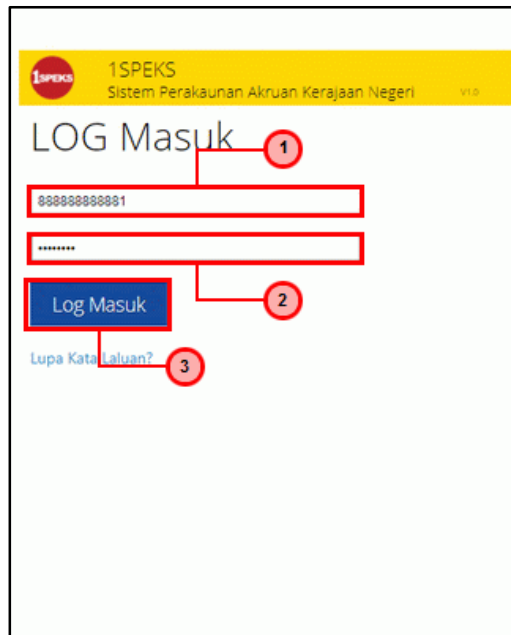 1SPEKS
1SPEKS
Sistem Perakaunan Akruan Kerajaan Negeri V1.0
LOG Masuk
1
888888888881
••••••••
2
Log Masuk
3
Lupa Kata Laluan?